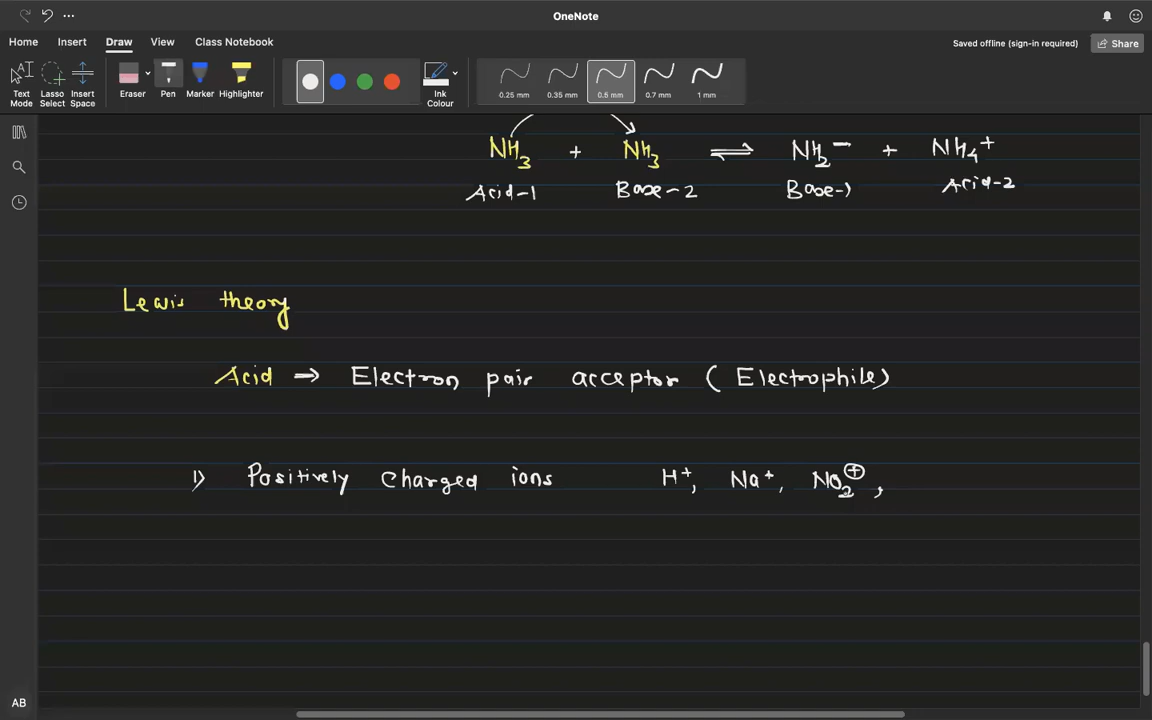 OneNote
Home Insert Draw View Class Notebook
Saved offline (sign-in required) Share
Text Mode
Lasso Select
Insert Space
Eraser
Pen
Marker
Highlighter
Ink Colour
0.25 mm 0.35 mm 0.5 mm 0.7 mm 1 mm
NH₃ + NH₃ ⇌ NH₂⁻ + NH₄⁺
Acid-1 Base-2 Base-1 Acid-2
Lewis theory
Acid → Electron pair acceptor (Electrophile)
1) Positively charged ions H⁺, Na⁺, NO₂⊕,
AB